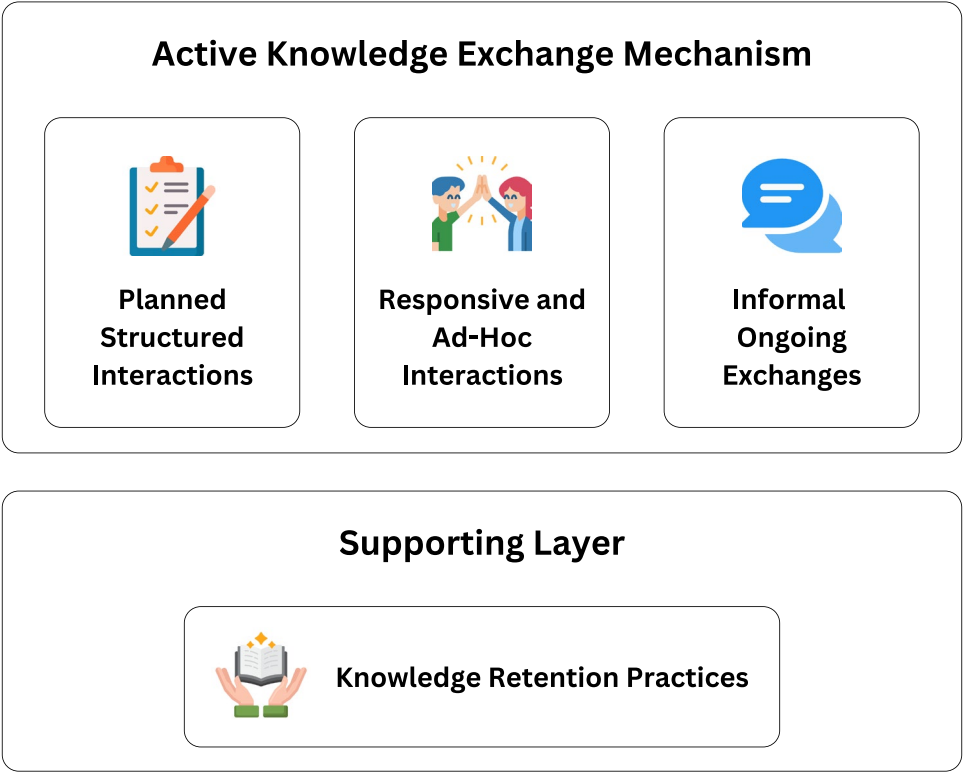 Active Knowledge Exchange Mechanism
Planned
Structured
Interactions
Responsive and
Ad-Hoc
Interactions
Informal
Ongoing
Exchanges
Supporting Layer
Knowledge Retention Practices